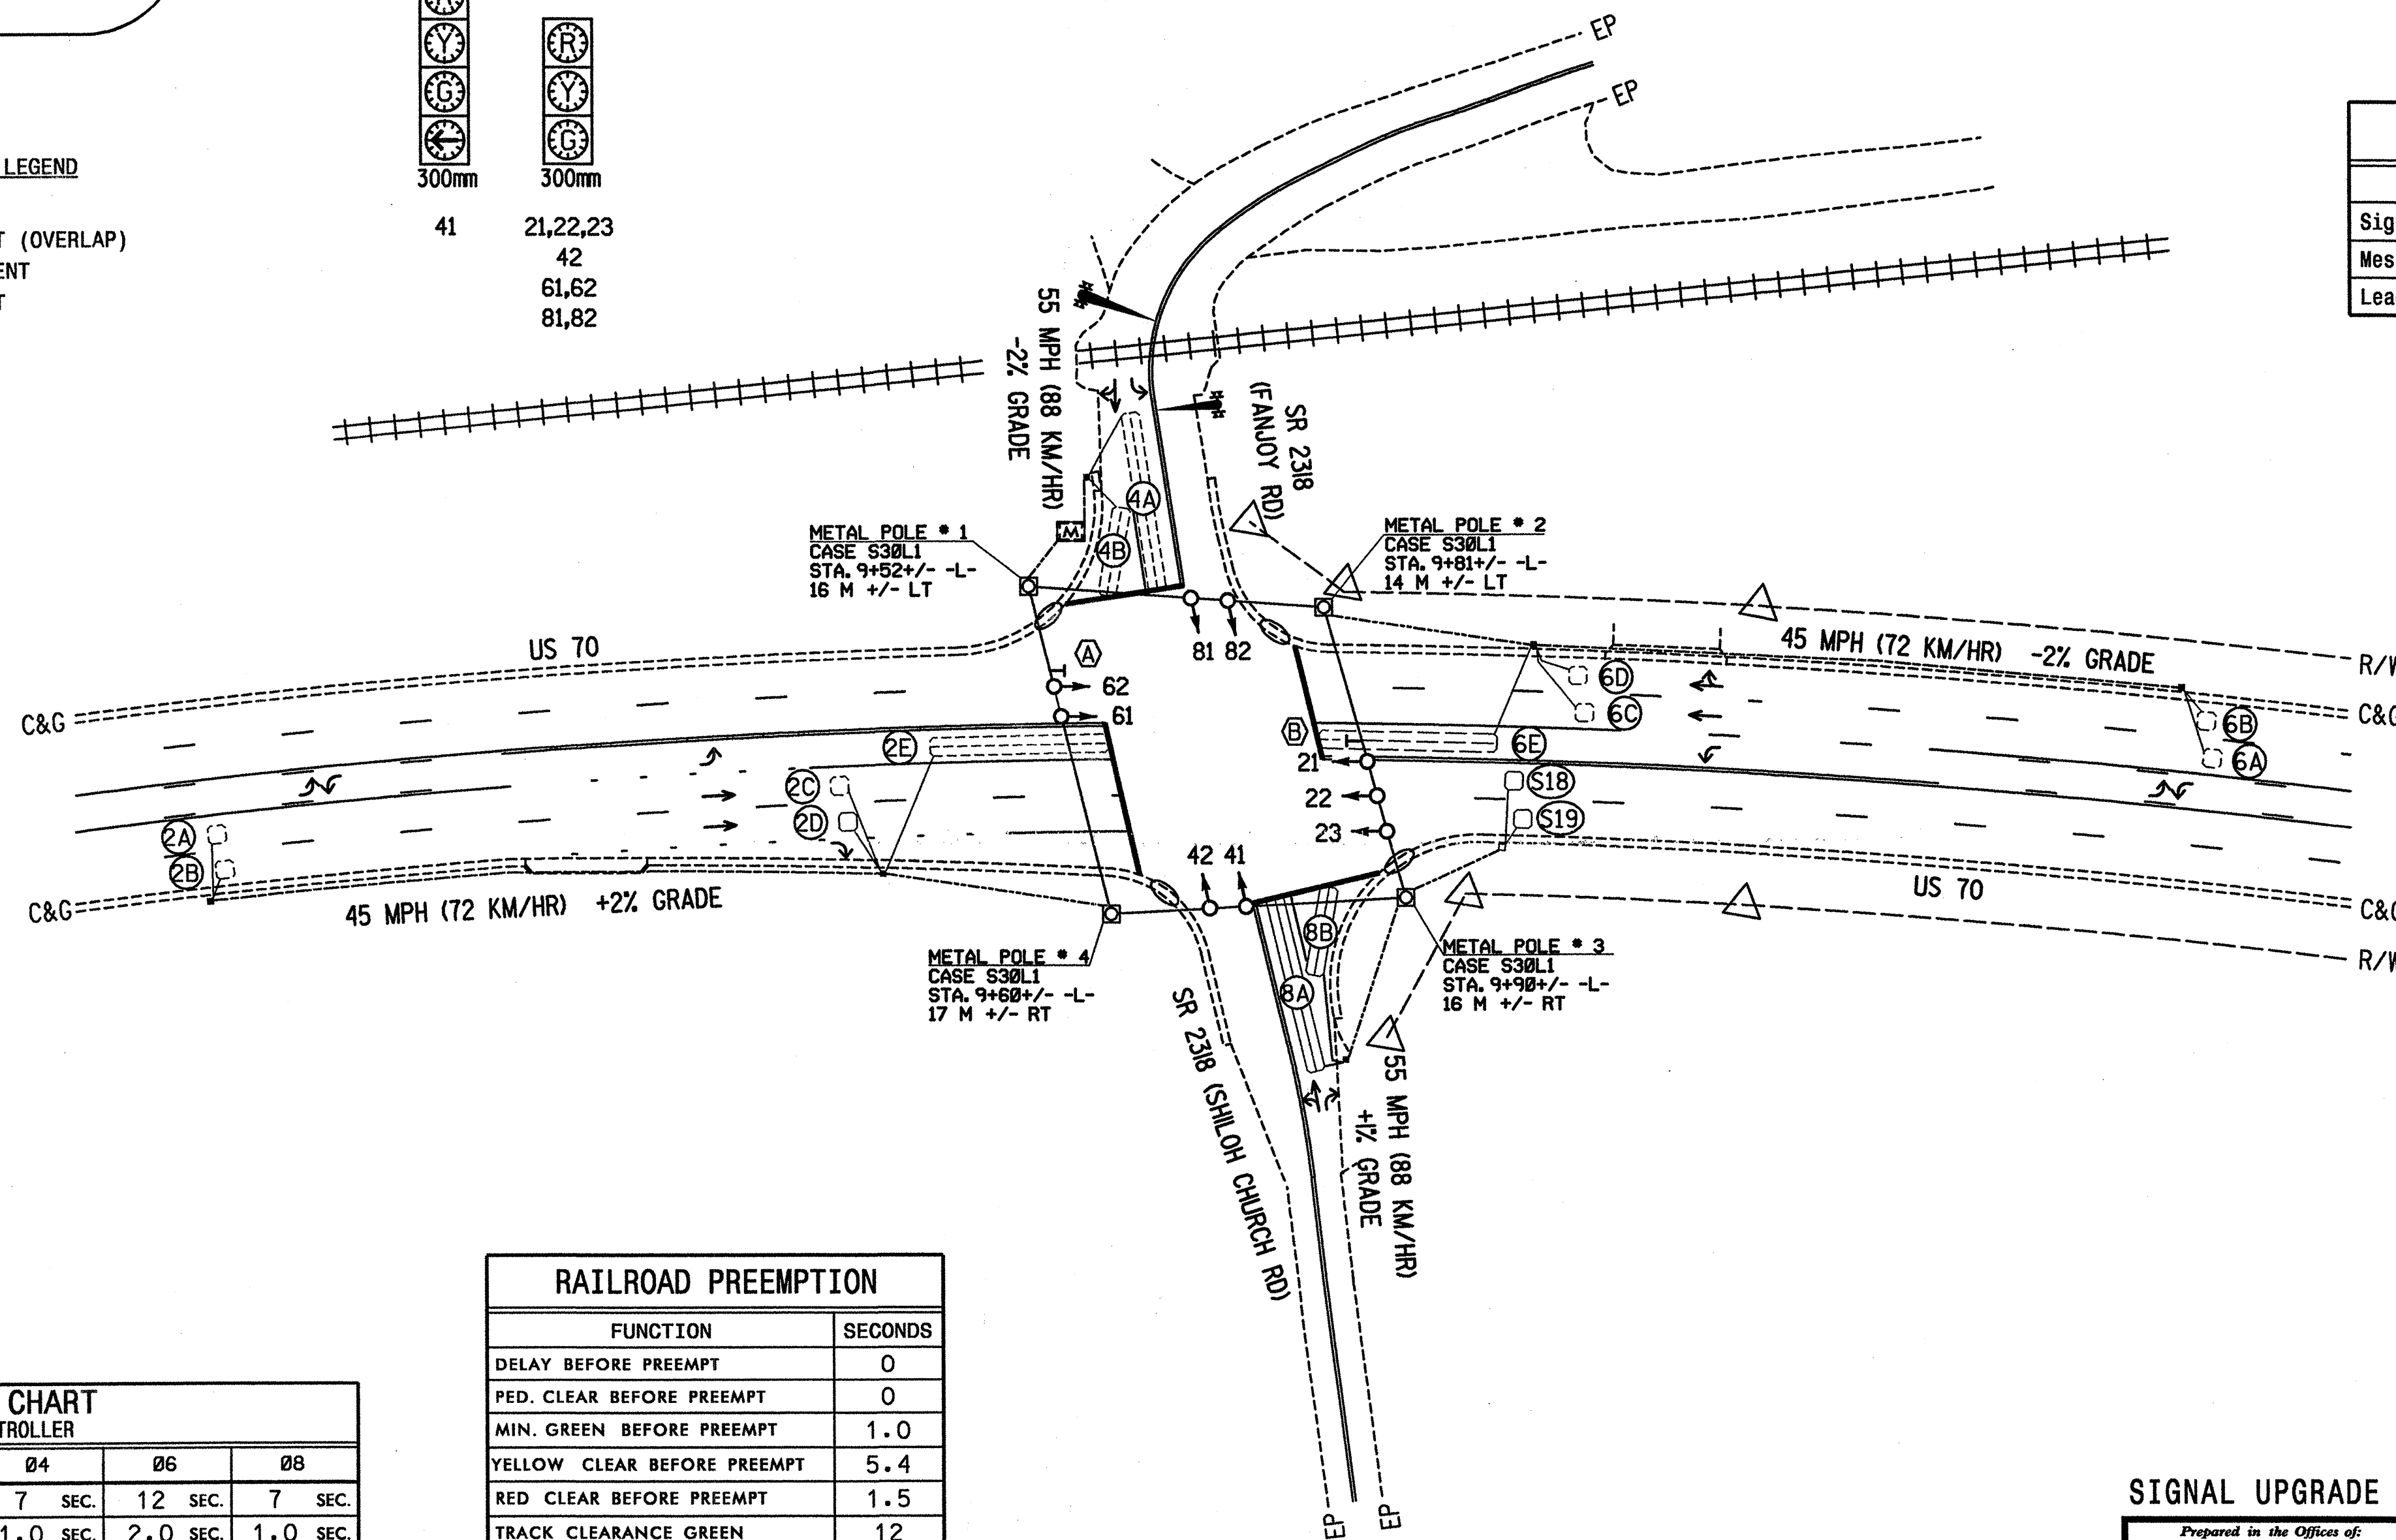 R
Y
Y
G
G
300mm
300mm
LEGEND
(OVERLAP)
41
21,22,23
42
61,62
81,82
EP
EP
55 MPH (88 KM/HR)
-2% GRADE
SR 2318
(FANJOY RD)
4A
4B
M
METAL POLE # 1
CASE S30L1
STA. 9+52+/- -L-
16 M +/- LT
METAL POLE # 2
CASE S30L1
STA. 9+81+/- -L-
14 M +/- LT
81 82
A
62
61
US 70
45 MPH (72 KM/HR) -2% GRADE
R/W
C&G
C&G
6D
6C
6B
6A
6E
B
2E
2C
2D
2A
2B
21
22
23
S18
S19
42 41
C&G
45 MPH (72 KM/HR) +2% GRADE
US 70
C&G
R/W
8B
8A
METAL POLE # 4
CASE S30L1
STA. 9+60+/- -L-
17 M +/- RT
METAL POLE # 3
CASE S30L1
STA. 9+90+/- -L-
16 M +/- RT
SR 2318 (SHILOH CHURCH RD)
55 MPH (88 KM/HR)
+1% GRADE
EP
EP
RAILROAD PREEMPTION
FUNCTION SECONDS
DELAY BEFORE PREEMPT 0
PED. CLEAR BEFORE PREEMPT 0
MIN. GREEN BEFORE PREEMPT 1.0
YELLOW CLEAR BEFORE PREEMPT 5.4
RED CLEAR BEFORE PREEMPT 1.5
TRACK CLEARANCE GREEN 12
CHART
Ø4 Ø6 Ø8
7 SEC. 12 SEC. 7 SEC.
1.0 SEC. 2.0 SEC. 1.0 SEC.
SIGNAL UPGRADE
Prepared in the Offices of: